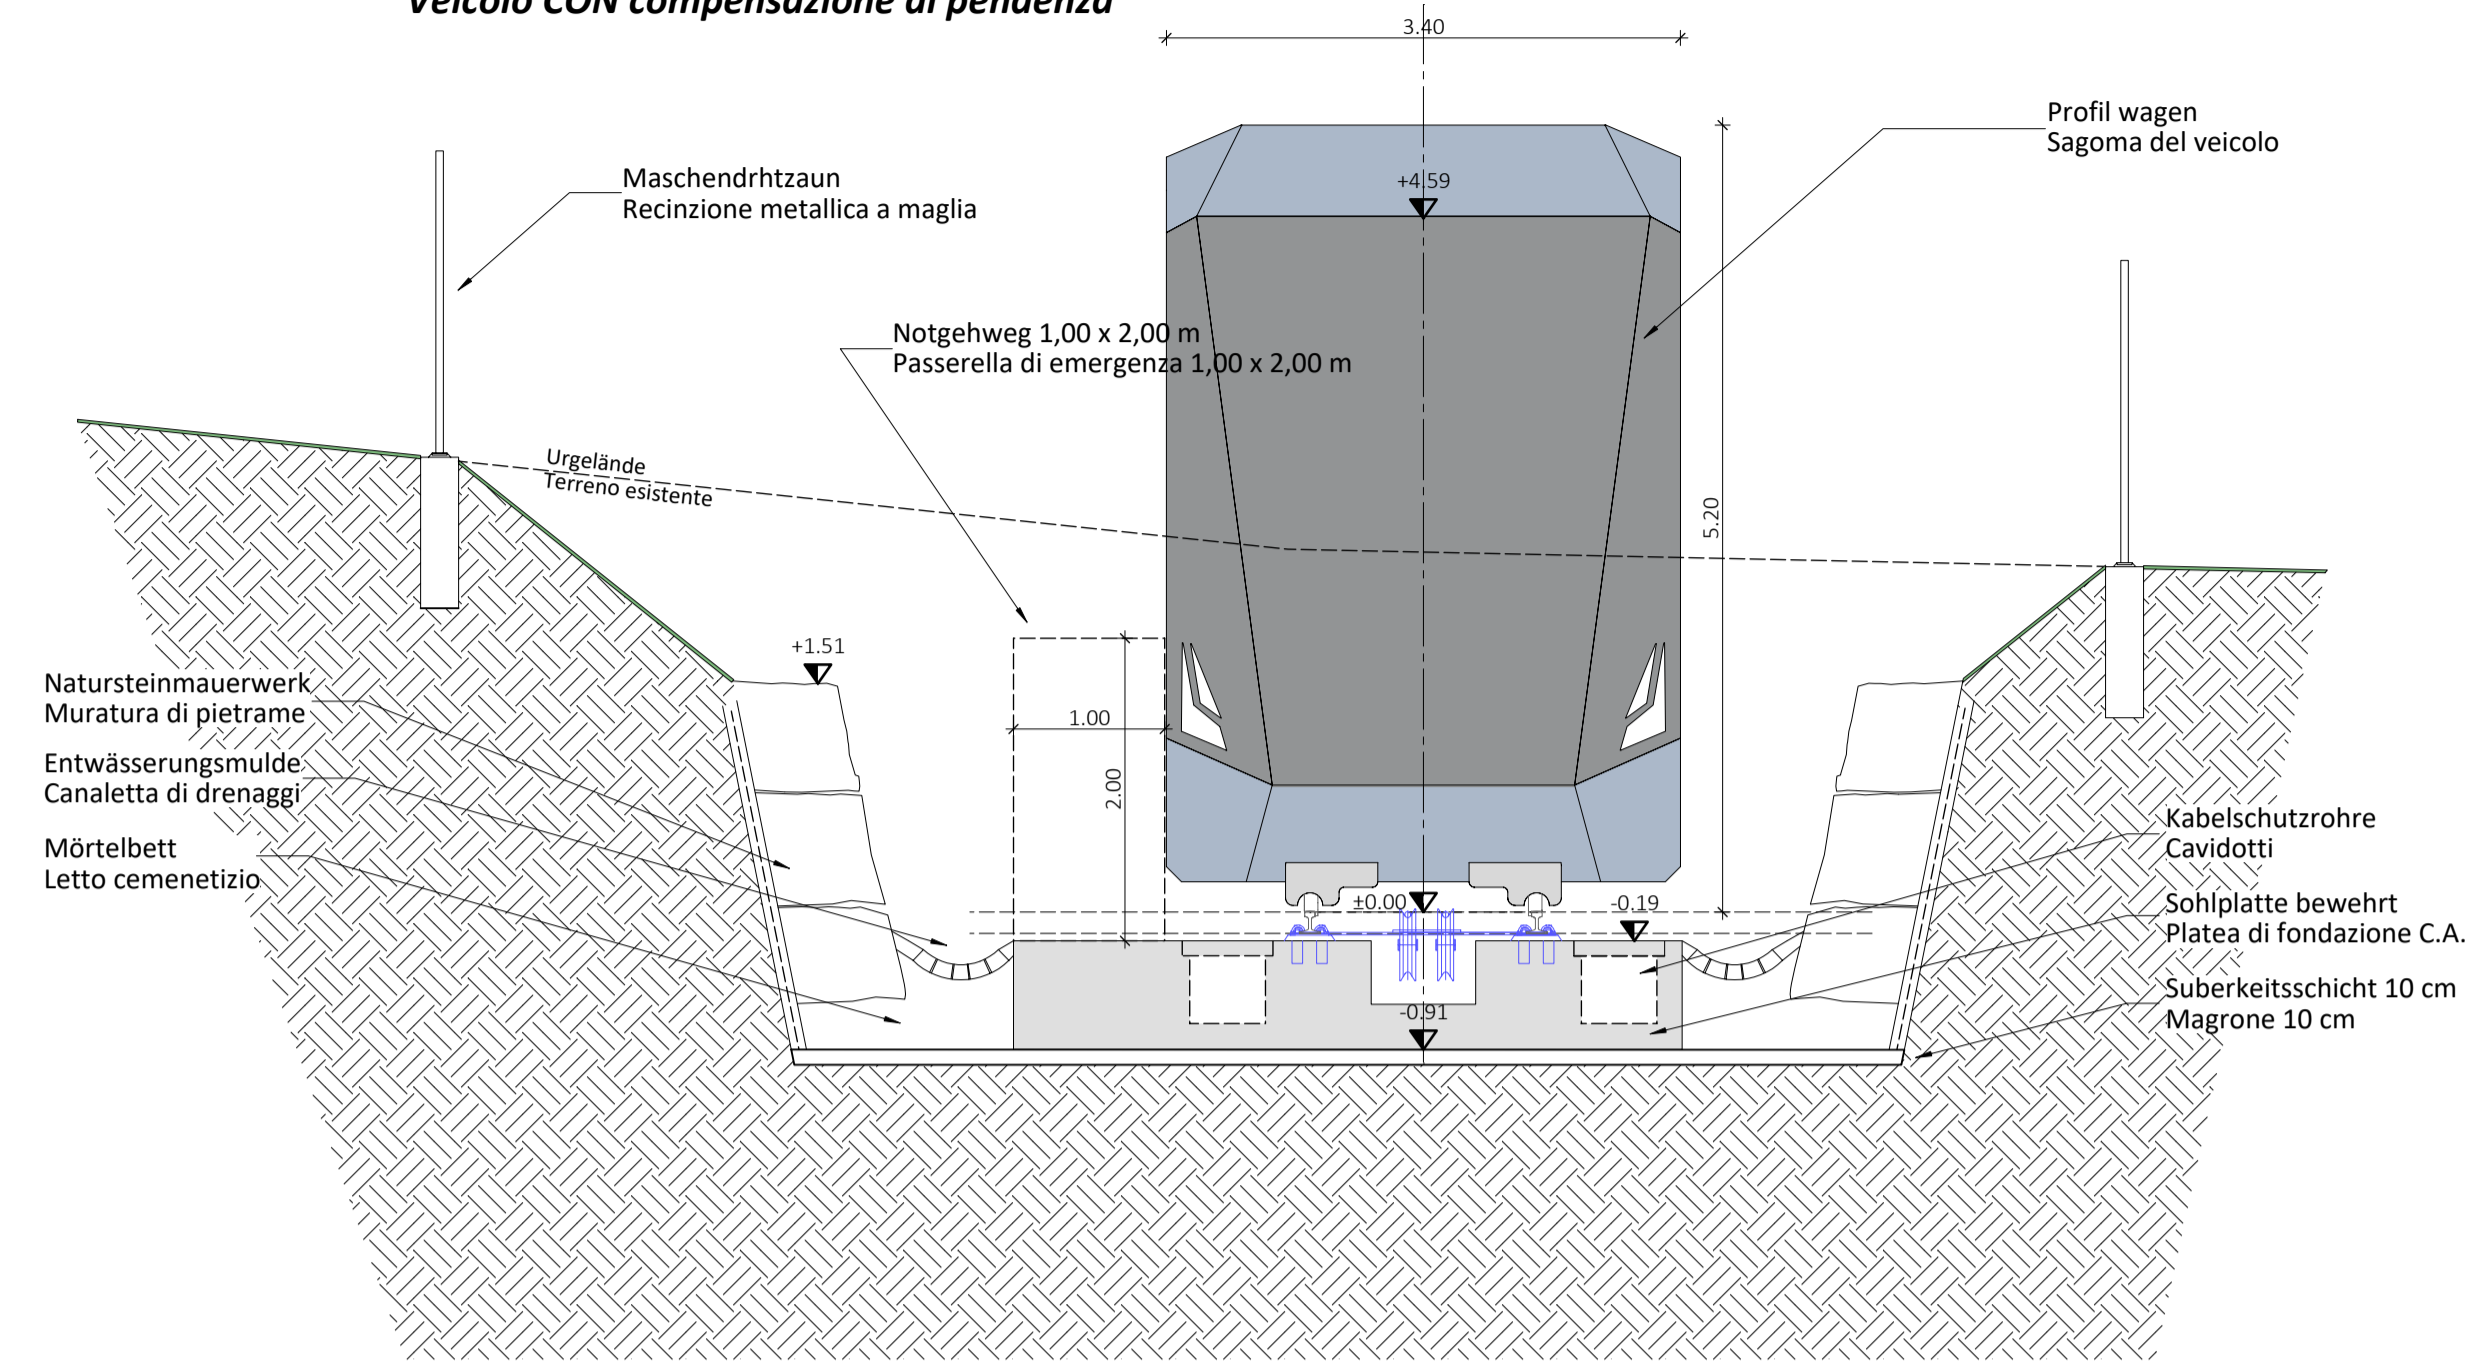 Veicolo CON compensazione di pendenza
3.40
Profil wagen
Sagoma del veicolo
Maschendrhtzaun
Recinzione metallica a maglia
+4.59
Notgehweg 1,00 x 2,00 m
Passerella di emergenza 1,00 x 2,00 m
Urgelände
Terreno esistente
5.20
+1.51
Natursteinmauerwerk
Muratura di pietrame
1.00
2.00
Entwässerungsmulde
Canaletta di drenaggi
Mörtelbett
Letto cemenetizio
±0.00
-0.19
-0.91
Kabelschutzrohre
Cavidotti
Sohlplatte bewehrt
Platea di fondazione C.A.
Suberkeitsschicht 10 cm
Magrone 10 cm